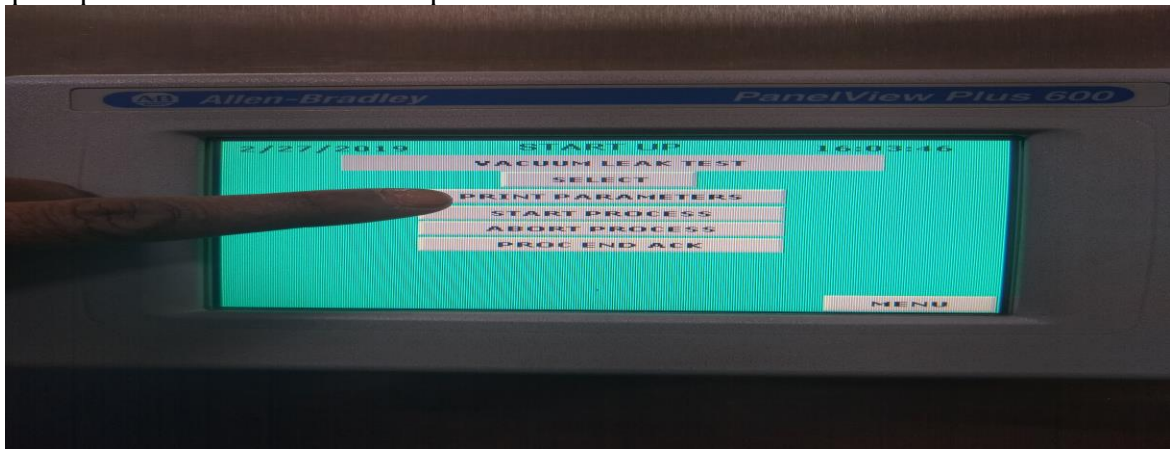 AB Allen-Bradley PanelView Plus 600
2/27/2019 START UP 16:03:46
VACUUM LEAK TEST
SELECT
PRINT PARAMETERS
START PROCESS
ABORT PROCESS
PROC END ACK
MENU